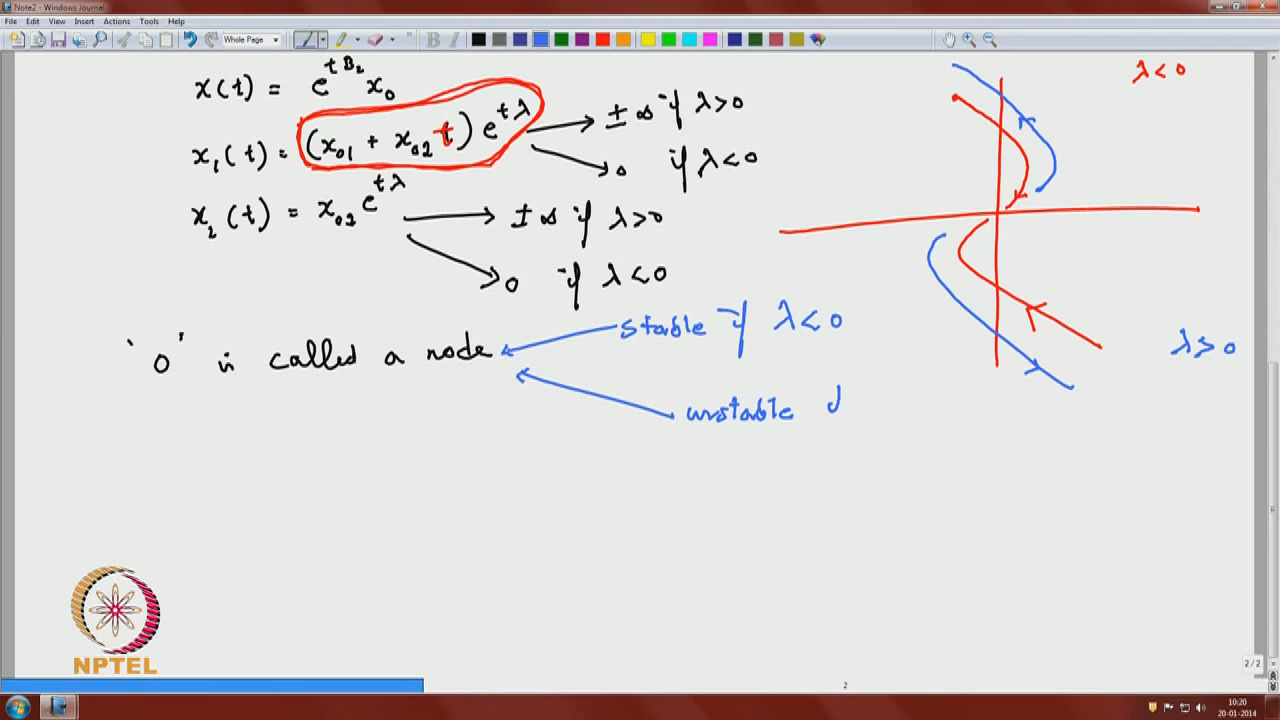 Note2 - Windows Journal
File Edit View Insert Actions Tools Help
Whole Page
x(t) = e^{tB₂} x₀
x₁(t) = (x₀₁ + x₀₂ t) e^{tλ} → ±∞ if λ>0
→ 0 if λ<0
x₂(t) = x₀₂ e^{tλ} → ±∞ if λ>0
→ 0 if λ<0
'0' is called a node
stable if λ<0
unstable
λ<0
λ>0
NPTEL
2/2
2
10:20
20-01-2014